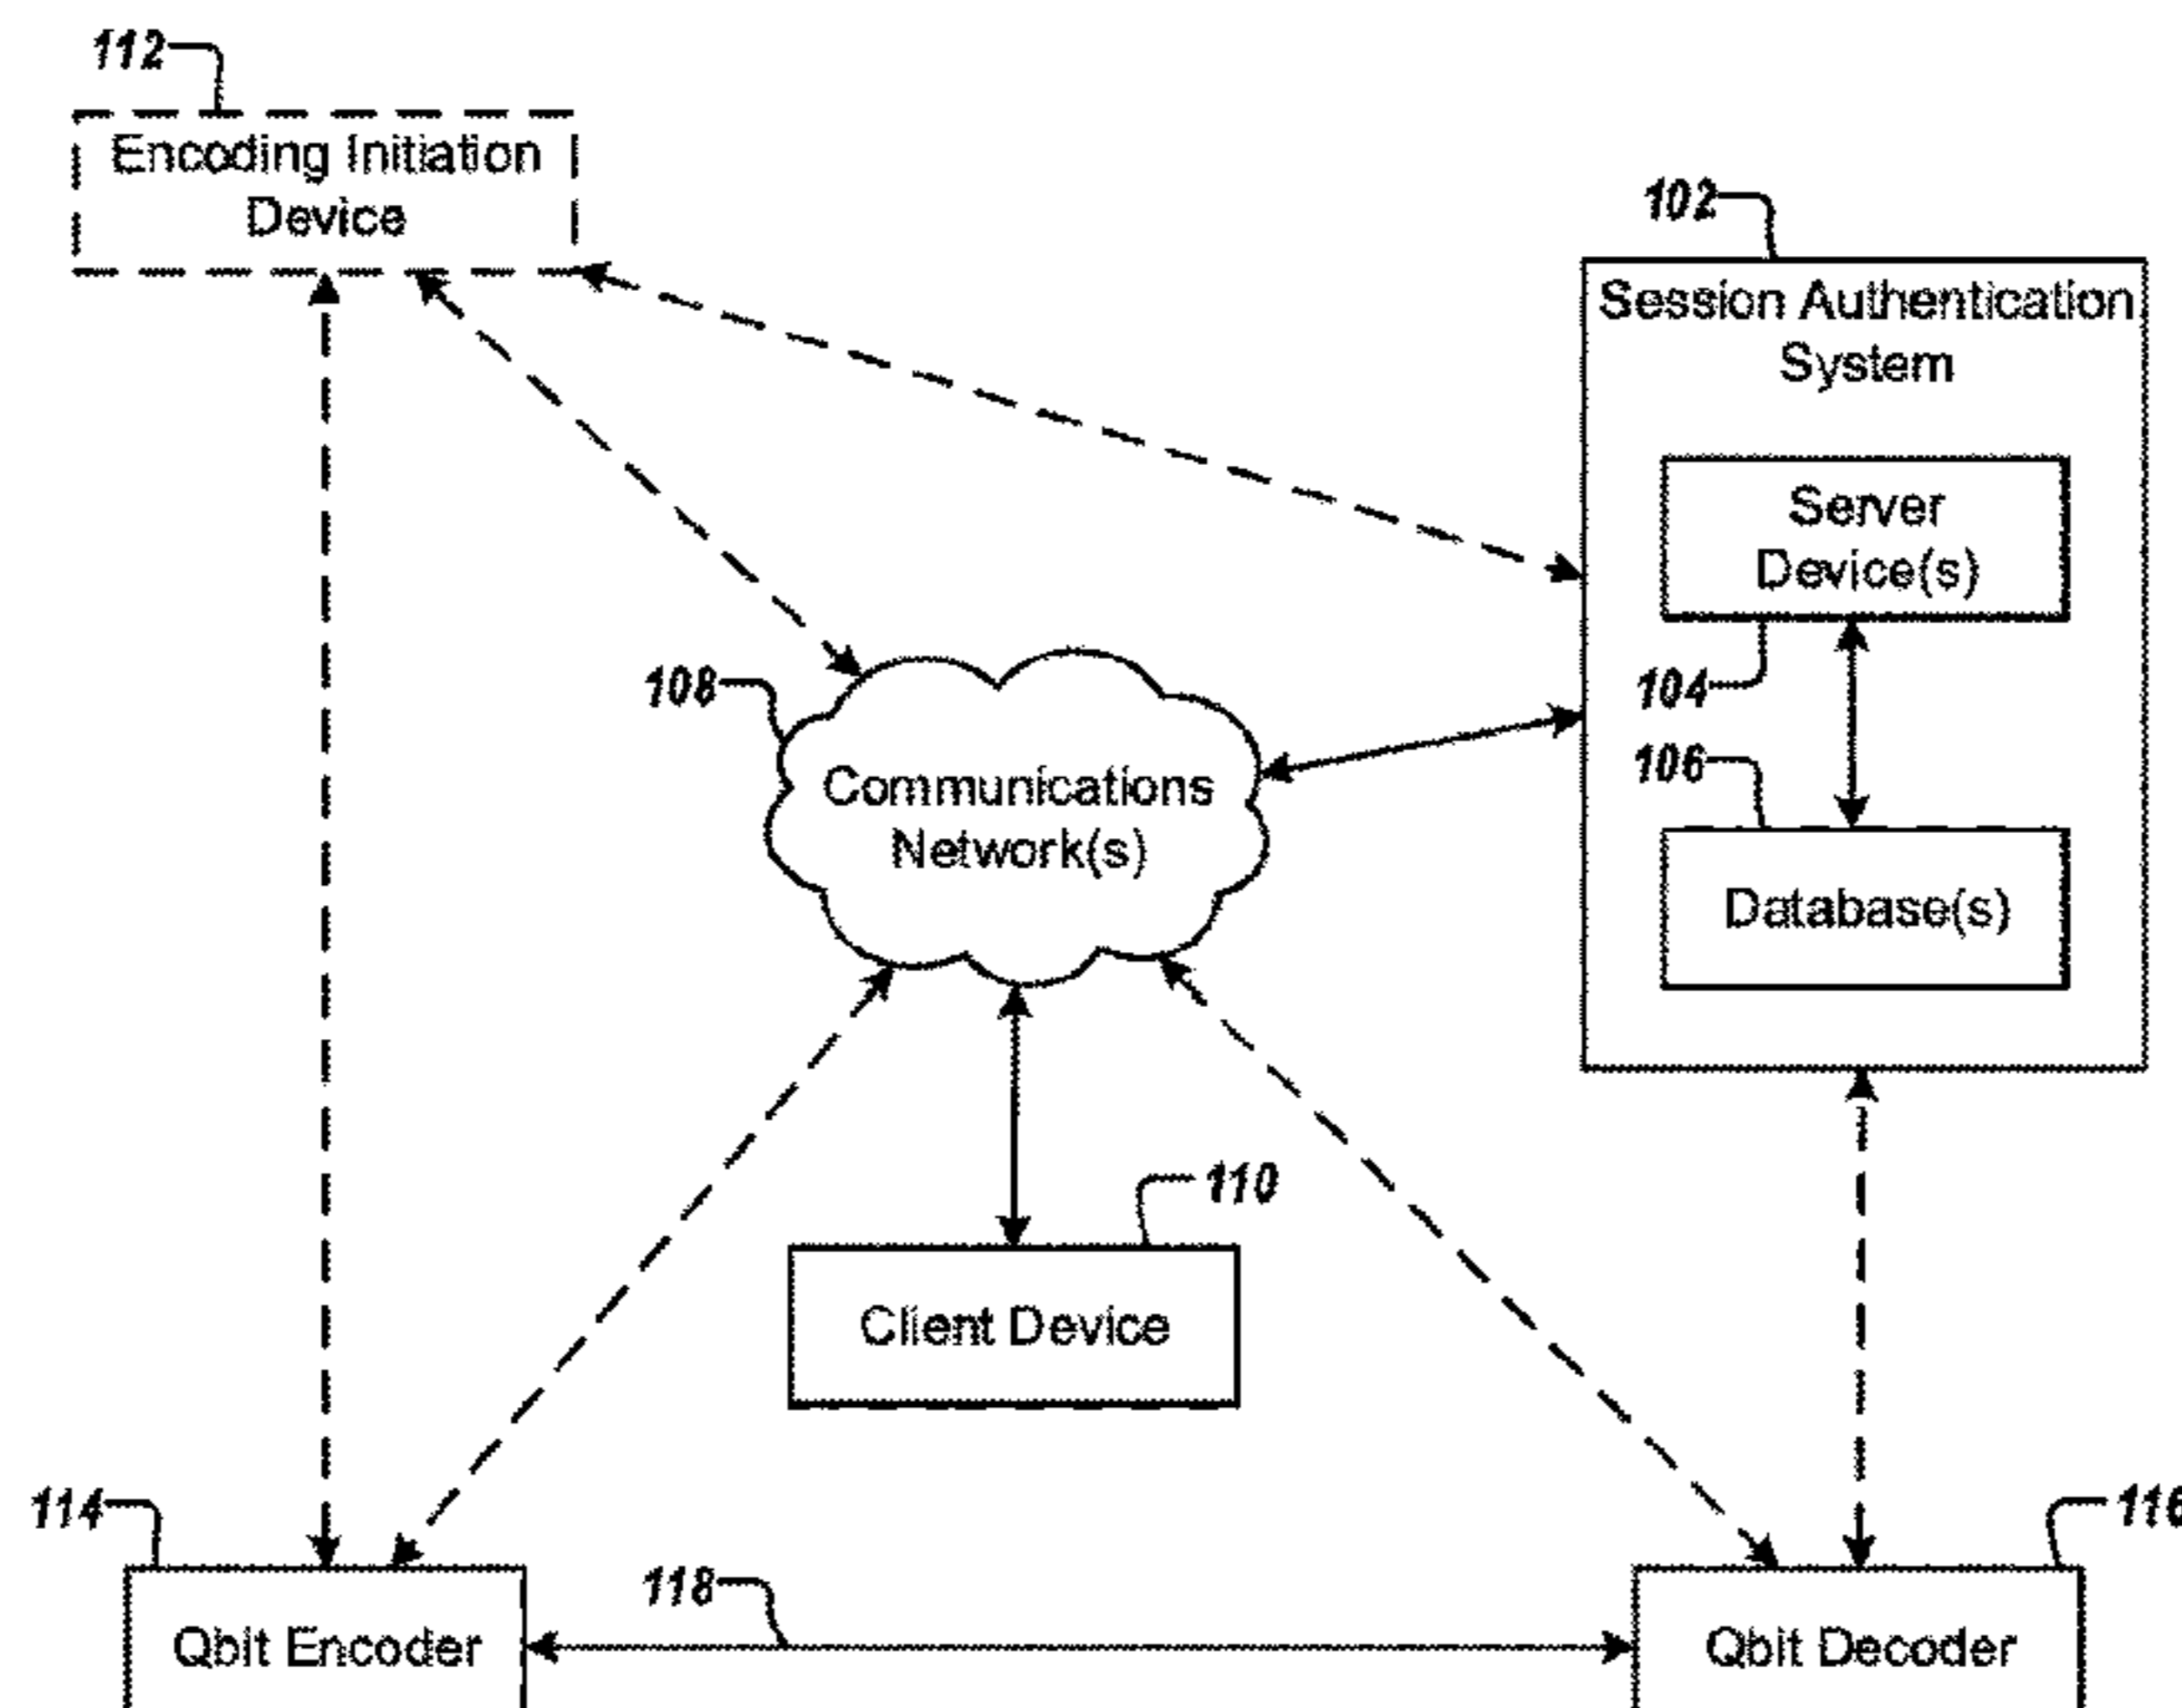 112
Encoding Initiation
Device
102
Session Authentication
System
Server
Device(s)
104
108
106
Communications
Network(s)
Database(s)
110
Client Device
114
116
118
Qbit Encoder
Qbit Decoder